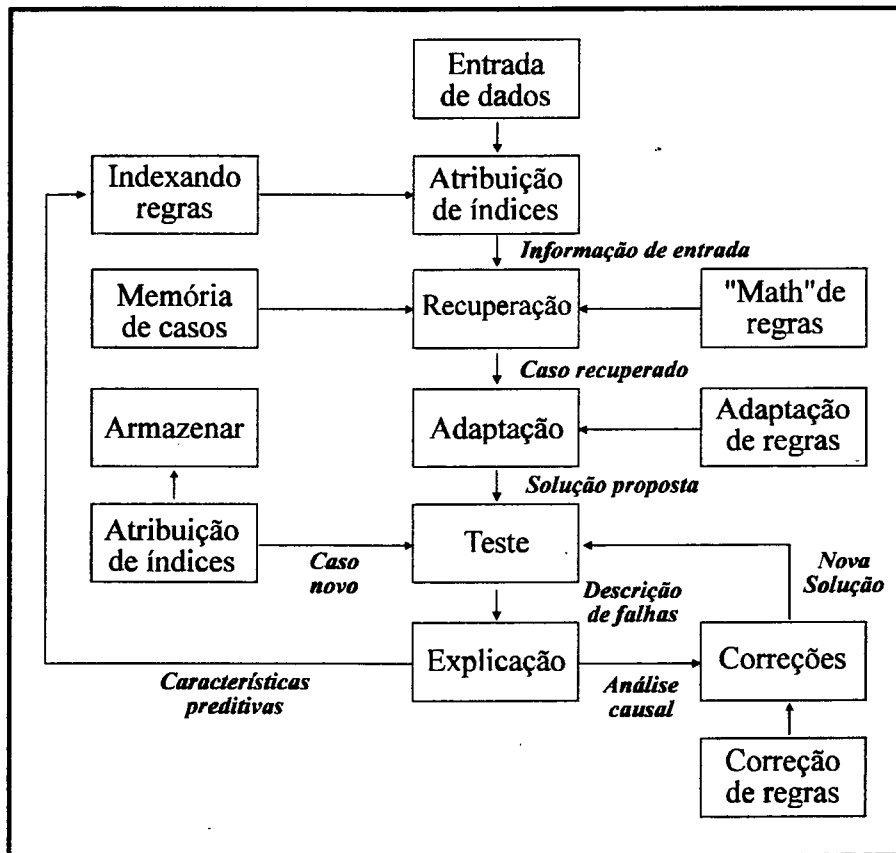 Entrada
de dados
Indexando
regras
Atribuição
de índices
Informação de entrada
Memória
de casos
Recuperação
"Math"de
regras
Caso recuperado
Armazenar
Adaptação
Adaptação
de regras
Solução proposta
Atribuição
de índices
Caso
novo
Teste
Nova
Solução
Descrição
de falhas
Explicação
Correções
Características
preditivas
Análise
causal
Correção
de regras